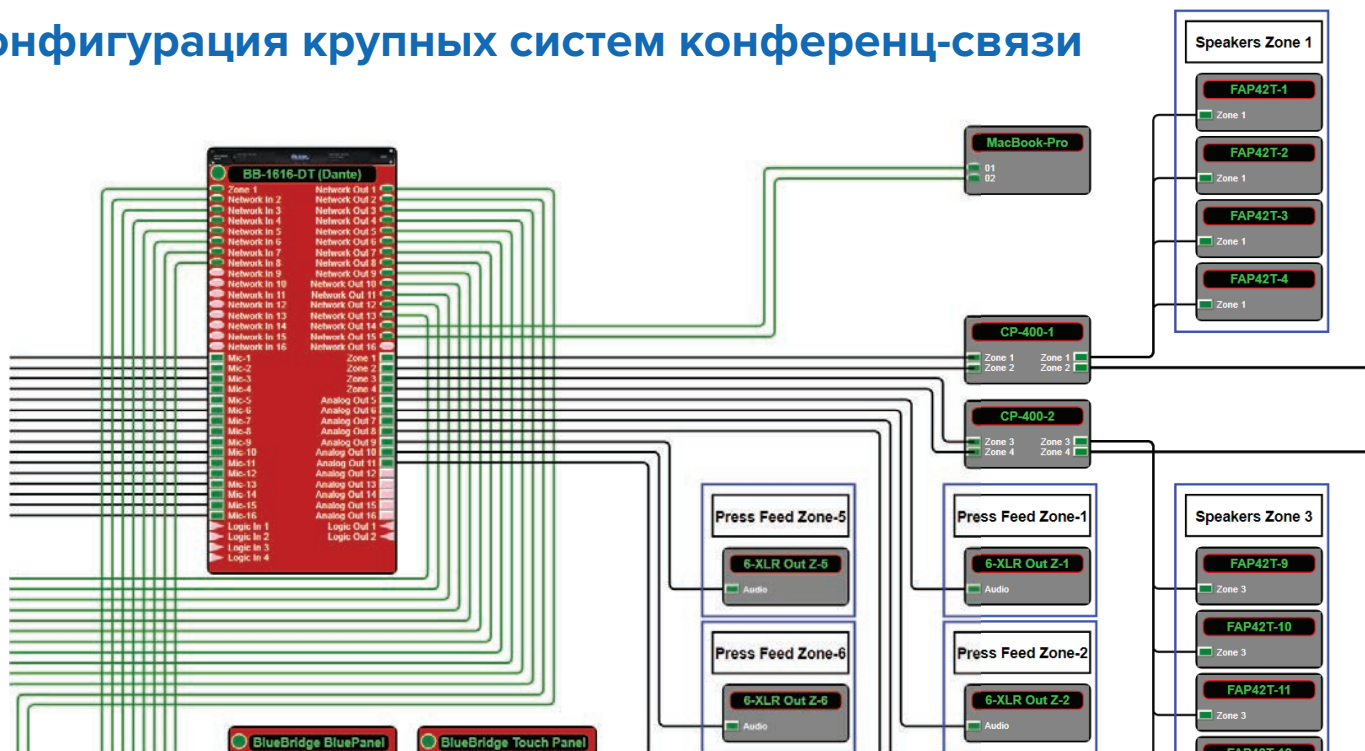 онфигурация крупных систем конференц-связи
BB-1616-DT (Dante)
Zone 1 Network Out 1
Network In 2 Network Out 2
Network In 3 Network Out 3
Network In 4 Network Out 4
Network In 5 Network Out 5
Network In 6 Network Out 6
Network In 7 Network Out 7
Network In 8 Network Out 8
Network In 9 Network Out 9
Network In 10 Network Out 10
Network In 11 Network Out 11
Network In 12 Network Out 12
Network In 13 Network Out 13
Network In 14 Network Out 14
Network In 15 Network Out 15
Network In 16 Network Out 16
Mic-1 Zone 1
Mic-2 Zone 2
Mic-3 Zone 3
Mic-4 Zone 4
Mic-5 Analog Out 5
Mic-6 Analog Out 6
Mic-7 Analog Out 7
Mic-8 Analog Out 8
Mic-9 Analog Out 9
Mic-10 Analog Out 10
Mic-11 Analog Out 11
Mic-12 Analog Out 12
Mic-13 Analog Out 13
Mic-14 Analog Out 14
Mic-15 Analog Out 15
Mic-16 Analog Out 16
Logic In 1 Logic Out 1
Logic In 2 Logic Out 2
Logic In 3
Logic In 4
BlueBridge BluePanel
BlueBridge Touch Panel
MacBook-Pro
01
02
CP-400-1
Zone 1 Zone 1
Zone 2 Zone 2
CP-400-2
Zone 3 Zone 3
Zone 4 Zone 4
Press Feed Zone-5
6-XLR Out Z-5
Audio
Press Feed Zone-6
6-XLR Out Z-6
Audio
Press Feed Zone-1
6-XLR Out Z-1
Audio
Press Feed Zone-2
6-XLR Out Z-2
Audio
Speakers Zone 1
FAP42T-1
Zone 1
FAP42T-2
Zone 1
FAP42T-3
Zone 1
FAP42T-4
Zone 1
Speakers Zone 3
FAP42T-9
Zone 3
FAP42T-10
Zone 3
FAP42T-11
Zone 3
FAP42T-12